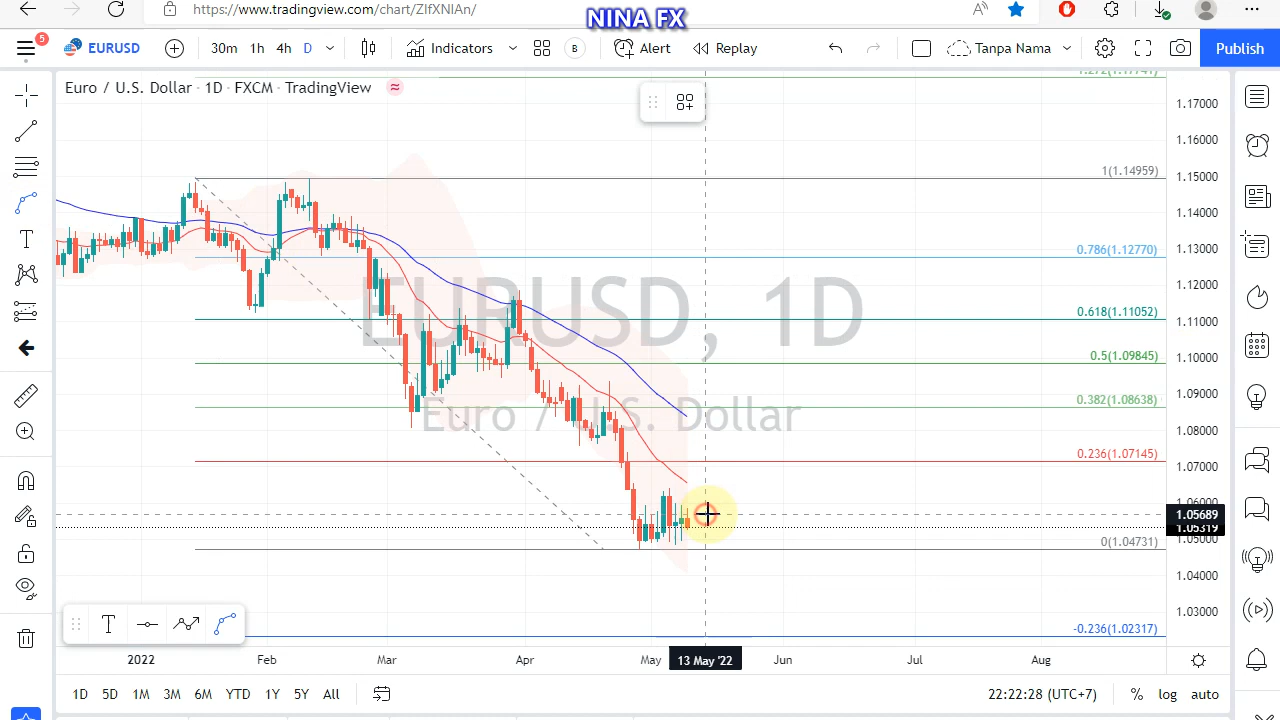 https://www.tradingview.com/chart/ZIfXNIAn/
NINA FX
5
EURUSD
30m 1h 4h D
Indicators
B
Alert
Replay
Tanpa Nama
Publish
Euro / U.S. Dollar · 1D · FXCM · TradingView
1.17000
1.16000
1.15000
1.14000
1.13000
1.12000
1.11000
1.10000
1.09000
1.08000
1.07000
1.06000
1.05689
1.05319
1.05000
1.04000
1.03000
1.272(1.17741)
1(1.14959)
0.786(1.12770)
0.618(1.11052)
0.5(1.09845)
0.382(1.08638)
0.236(1.07145)
0(1.04731)
-0.236(1.02317)
EURUSD, 1D
Euro / U.S. Dollar
2022 Feb Mar Apr May 13 May '22 Jun Jul Aug
1D 5D 1M 3M 6M YTD 1Y 5Y All
22:22:28 (UTC+7) % log auto